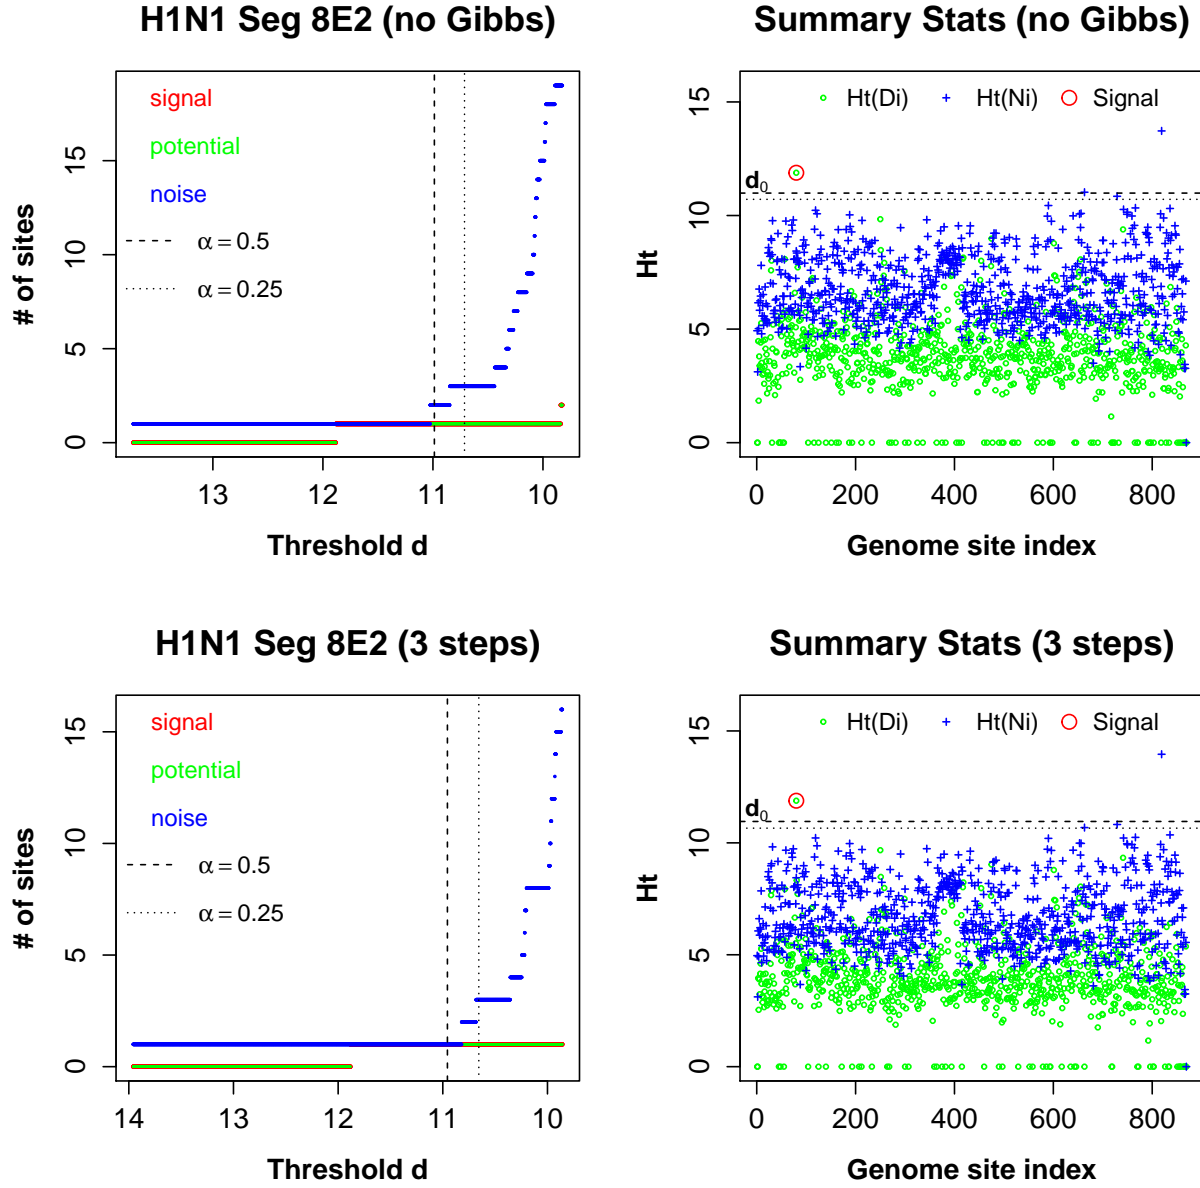 H1N1 Seg 8E2 (no Gibbs)
# of sites
0
5
10
15
signal
potential
noise
α = 0.5
α = 0.25
13
12
11
10
Threshold d
Summary Stats (no Gibbs)
Ht
0
5
10
15
Ht(Di) Ht(Ni) Signal
d0
0
200
400
600
800
Genome site index
H1N1 Seg 8E2 (3 steps)
# of sites
0
5
10
15
signal
potential
noise
α = 0.5
α = 0.25
14
13
12
11
10
Threshold d
Summary Stats (3 steps)
Ht
0
5
10
15
Ht(Di) Ht(Ni) Signal
d0
0
200
400
600
800
Genome site index